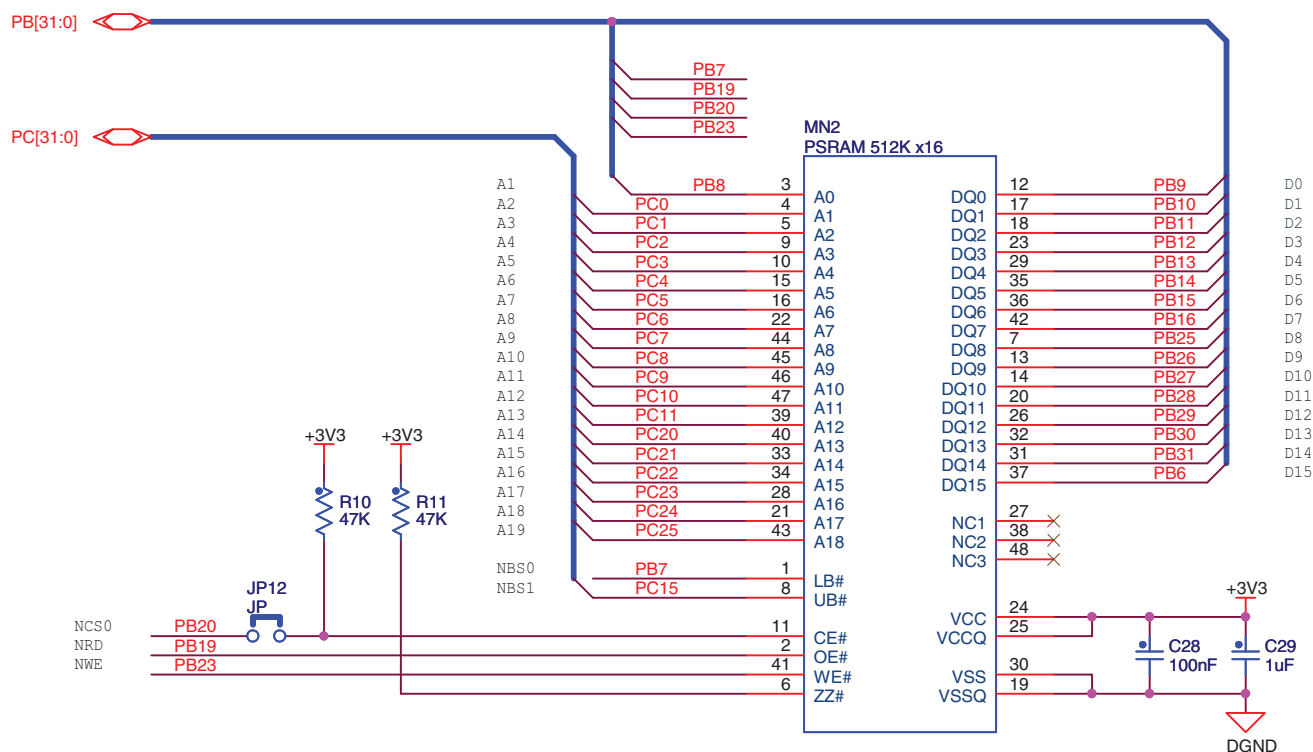 PB[31:0]
PB7
PB19
PB20
PB23
PC[31:0]
MN2
PSRAM 512K x16
A1 PB8 3 A0 DQ0 12 PB9 D0
A2 PC0 4 A1 DQ1 17 PB10 D1
A3 PC1 5 A2 DQ2 18 PB11 D2
A4 PC2 9 A3 DQ3 23 PB12 D3
A5 PC3 10 A4 DQ4 29 PB13 D4
A6 PC4 15 A5 DQ5 35 PB14 D5
A7 PC5 16 A6 DQ6 36 PB15 D6
A8 PC6 22 A7 DQ7 42 PB16 D7
A9 PC7 44 A8 DQ8 7 PB25 D8
A10 PC8 45 A9 DQ9 13 PB26 D9
A11 PC9 46 A10 DQ10 14 PB27 D10
A12 PC10 47 A11 DQ11 20 PB28 D11
A13 PC11 39 A12 DQ12 26 PB29 D12
A14 PC20 40 A13 DQ13 32 PB30 D13
A15 PC21 33 A14 DQ14 31 PB31 D14
A16 PC22 34 A15 DQ15 37 PB6 D15
A17 PC23 28 A16
A18 PC24 21 A17 NC1 27
A19 PC25 43 A18 NC2 38
NC3 48
+3V3 +3V3
R10 R11
47K 47K
NBS0 PB7 1 LB#
NBS1 PC15 8 UB#
JP12
JP
NCS0 PB20 11 CE#
NRD PB19 2 OE#
NWE PB23 41 WE#
6 ZZ#
+3V3
VCC 24
VCCQ 25
VSS 30
VSSQ 19
C28 C29
100nF 1uF
DGND